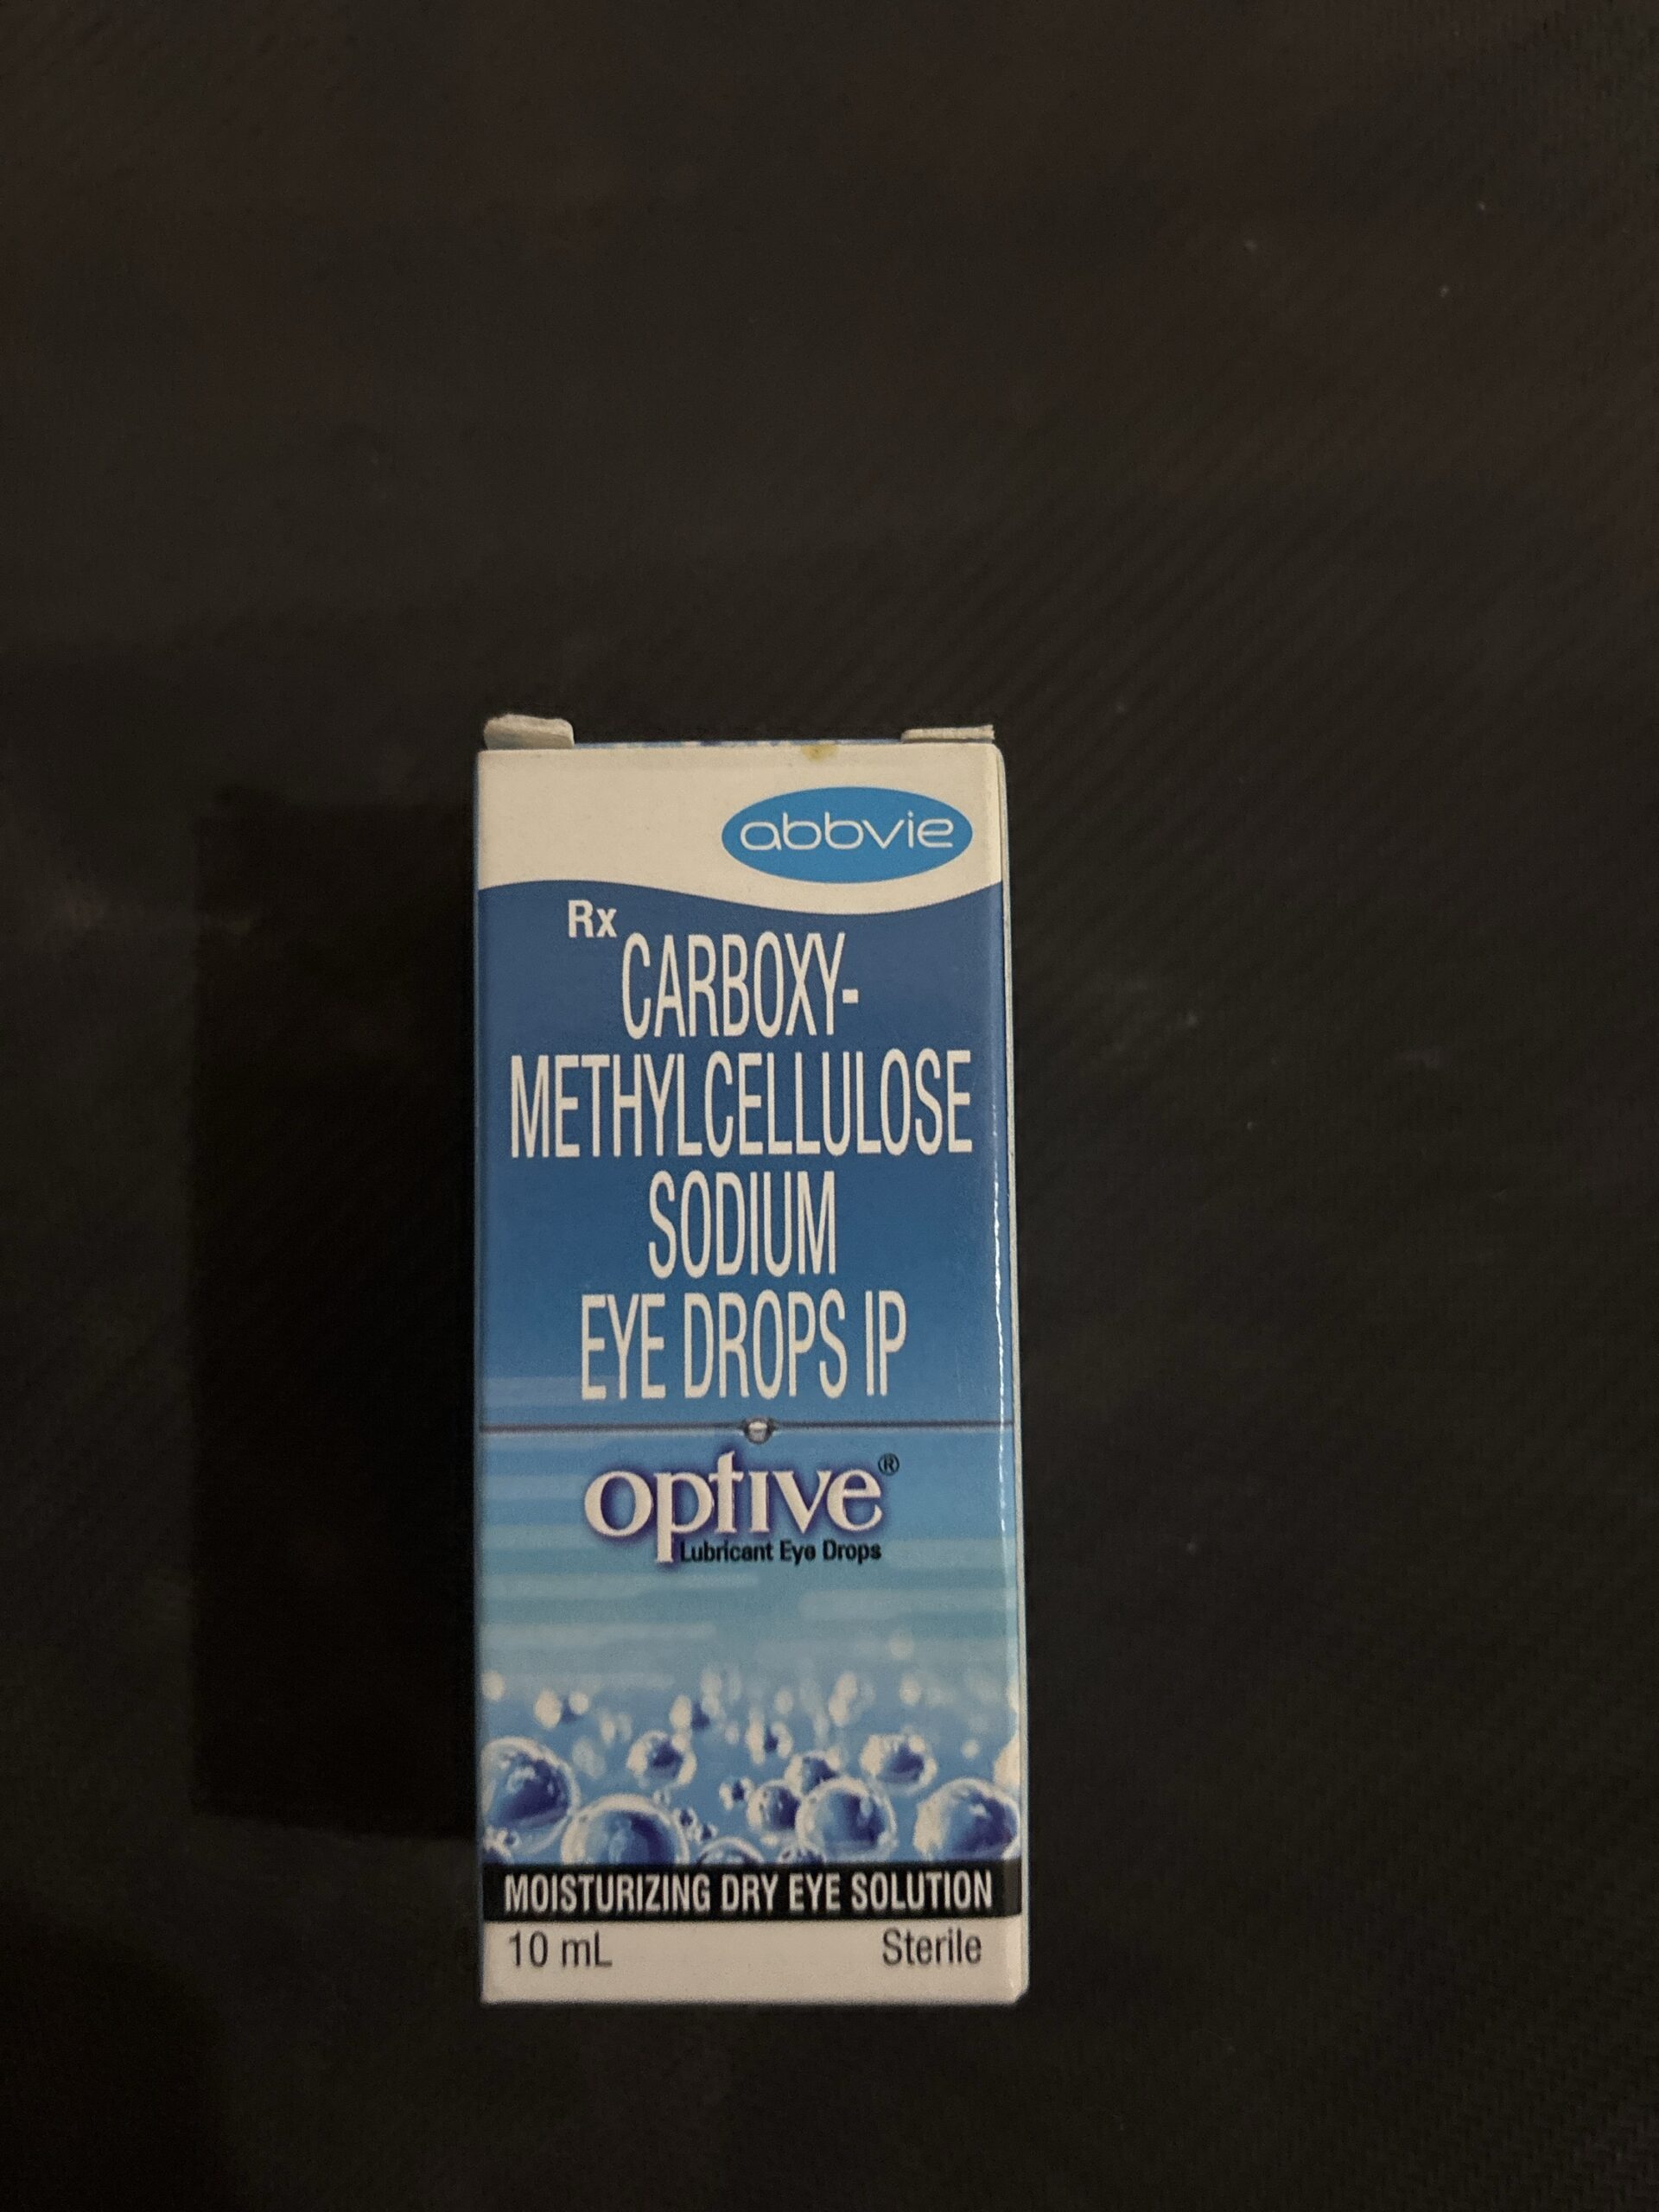 abbvie
Rx
CARBOXY-
METHYLCELLULOSE
SODIUM
EYE DROPS IP
optive®
Lubricant Eye Drops
MOISTURIZING DRY EYE SOLUTION
10 mL Sterile